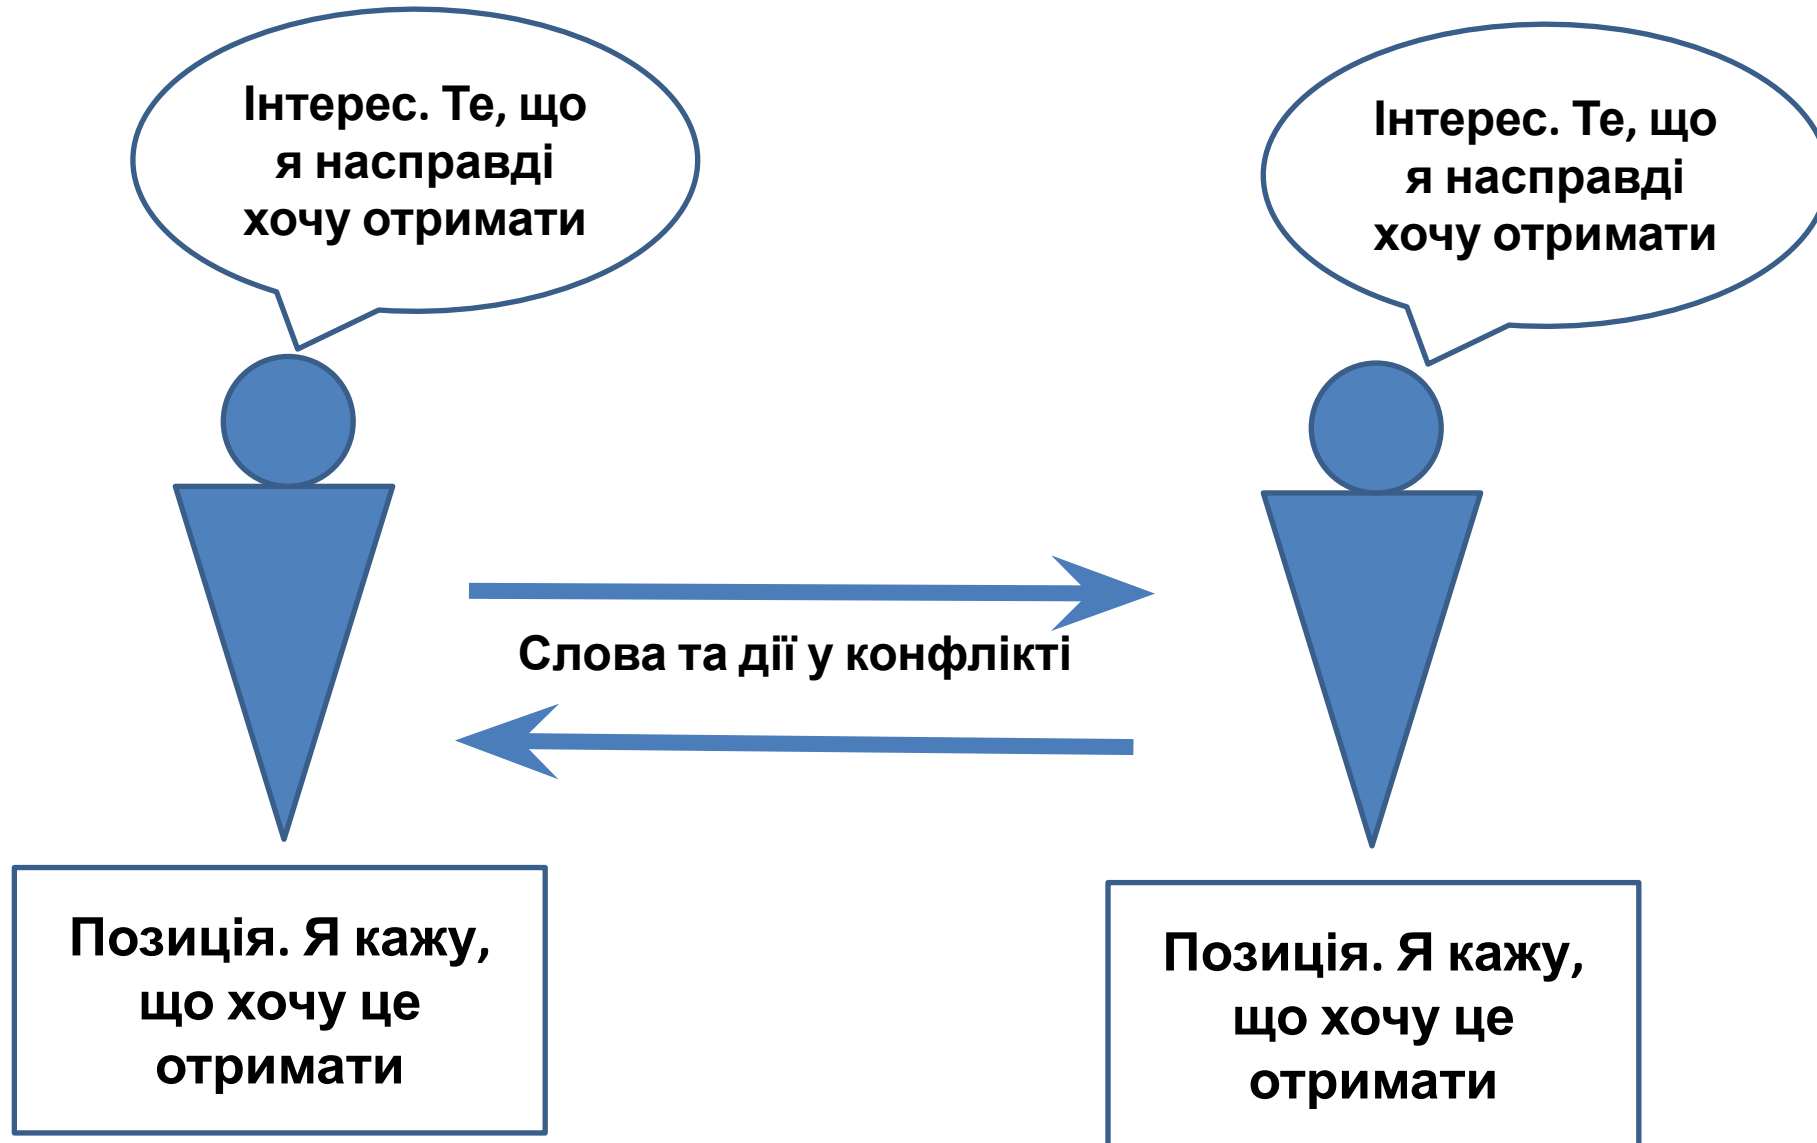 Інтерес. Те, що
я насправді
хочу отримати
Інтерес. Те, що
я насправді
хочу отримати
Слова та дії у конфлікті
Позиція. Я кажу,
що хочу це
отримати
Позиція. Я кажу,
що хочу це
отримати